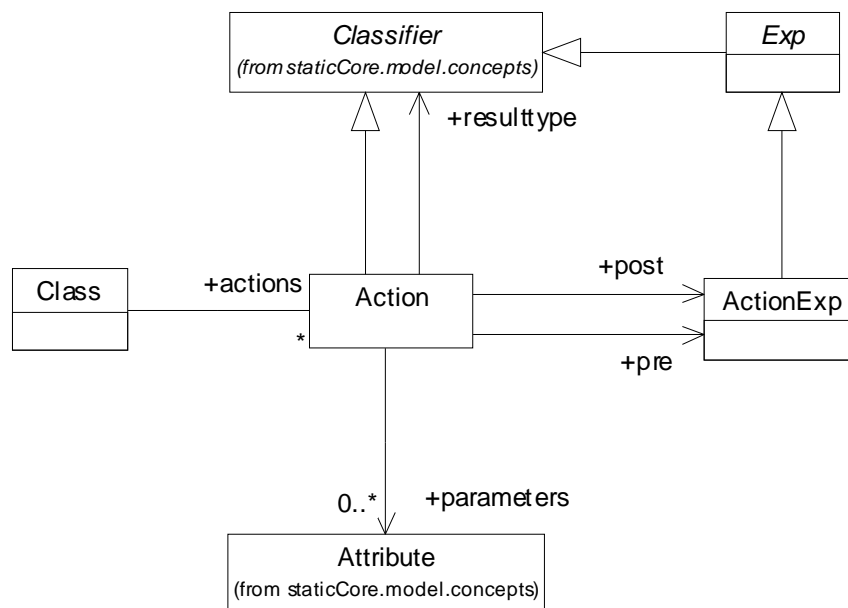 Classifier
(from staticCore.model.concepts)
Exp
+resulttype
Class
+actions
*
Action
+post
+pre
ActionExp
0..*
+parameters
Attribute
(from staticCore.model.concepts)